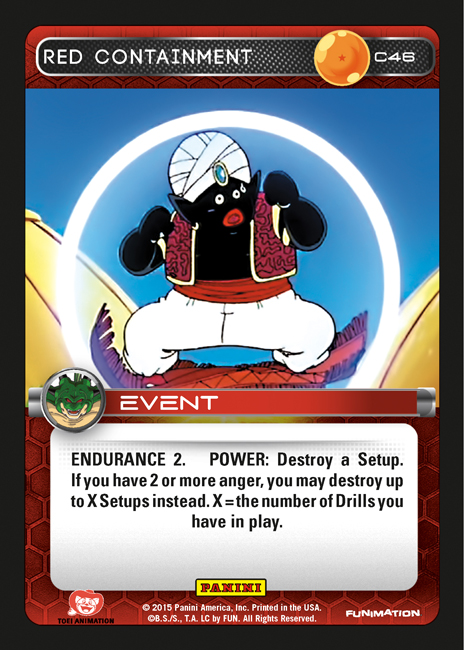 RED CONTAINMENT C46
EVENT
ENDURANCE 2. POWER: Destroy a Setup.
If you have 2 or more anger, you may destroy up
to X Setups instead. X = the number of Drills you
have in play.
PANINI
© 2015 Panini America, Inc. Printed in the USA.
©B.S./S., T.A. LC by FUN. All Rights Reserved.
TOEI ANIMATION
FUNIMATION